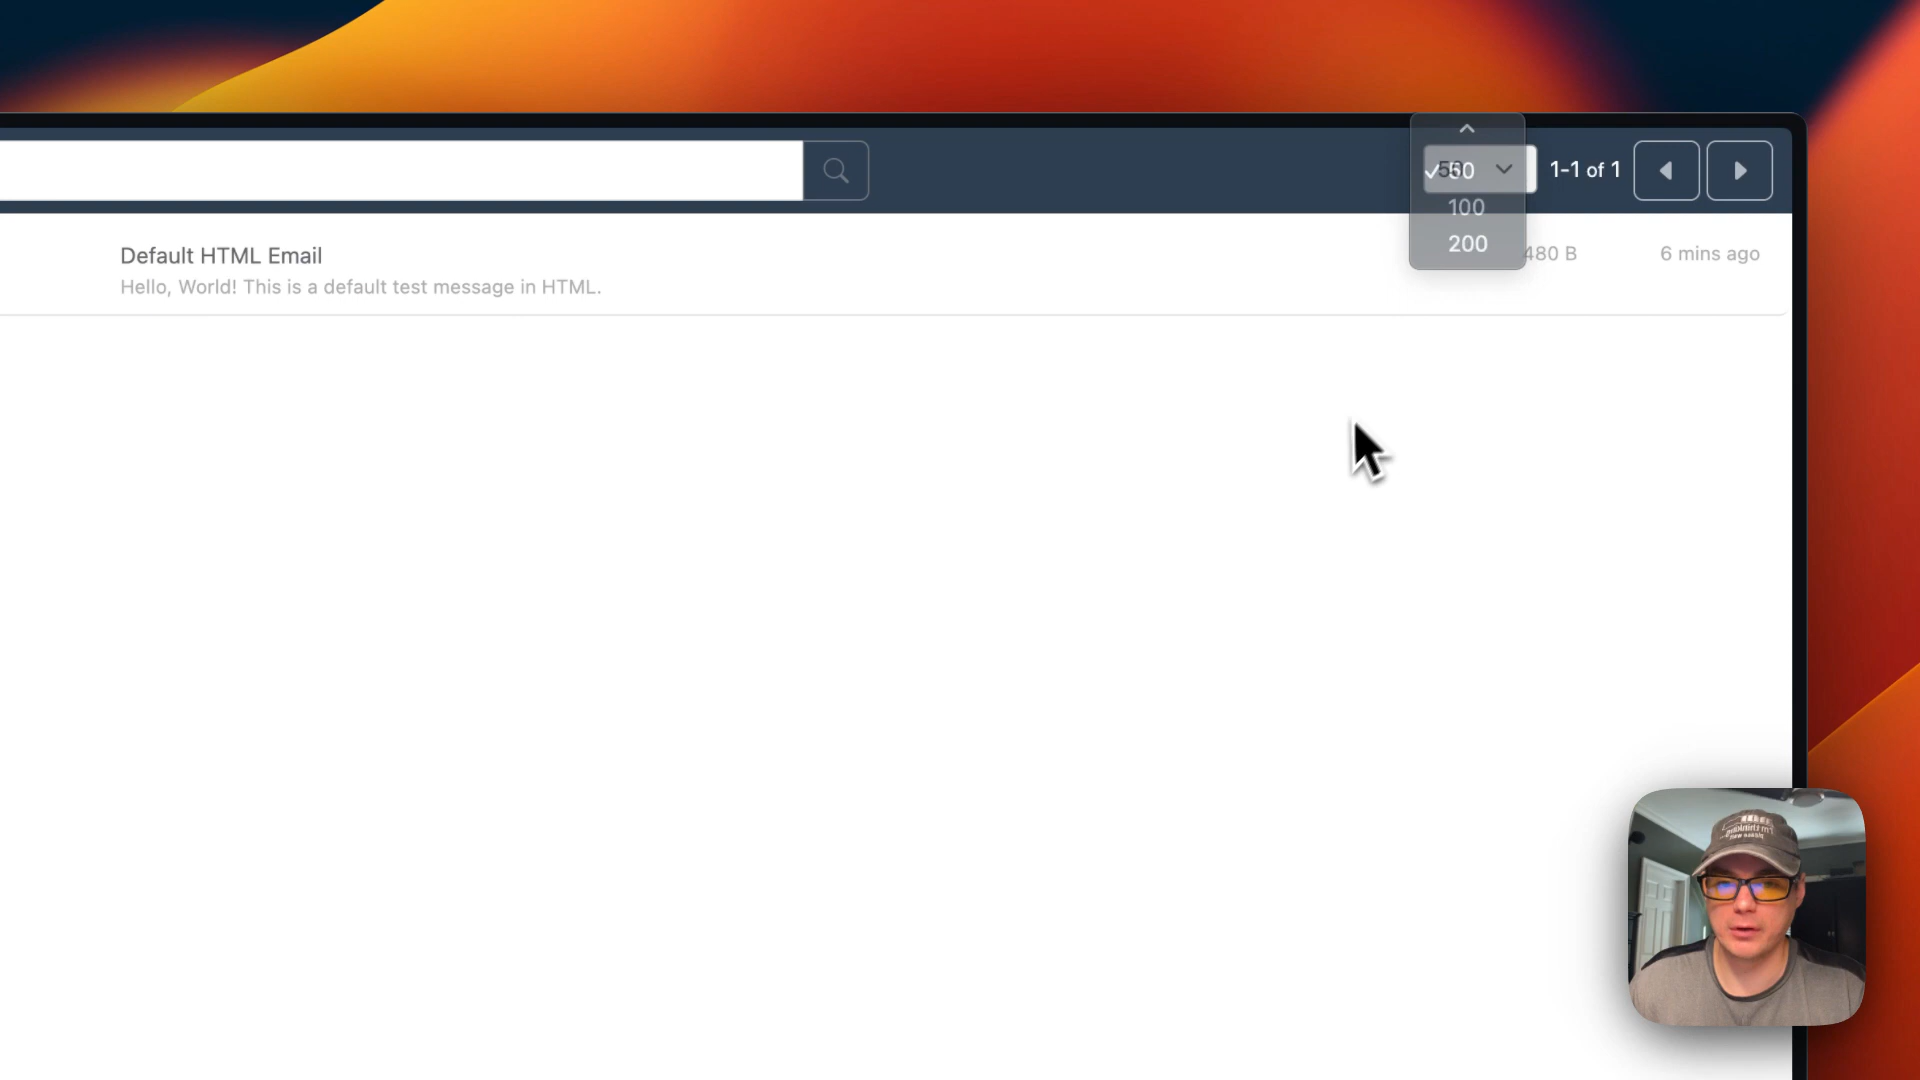 ✓50
1-1 of 1
100
200
Default HTML Email
480 B
6 mins ago
Hello, World! This is a default test message in HTML.